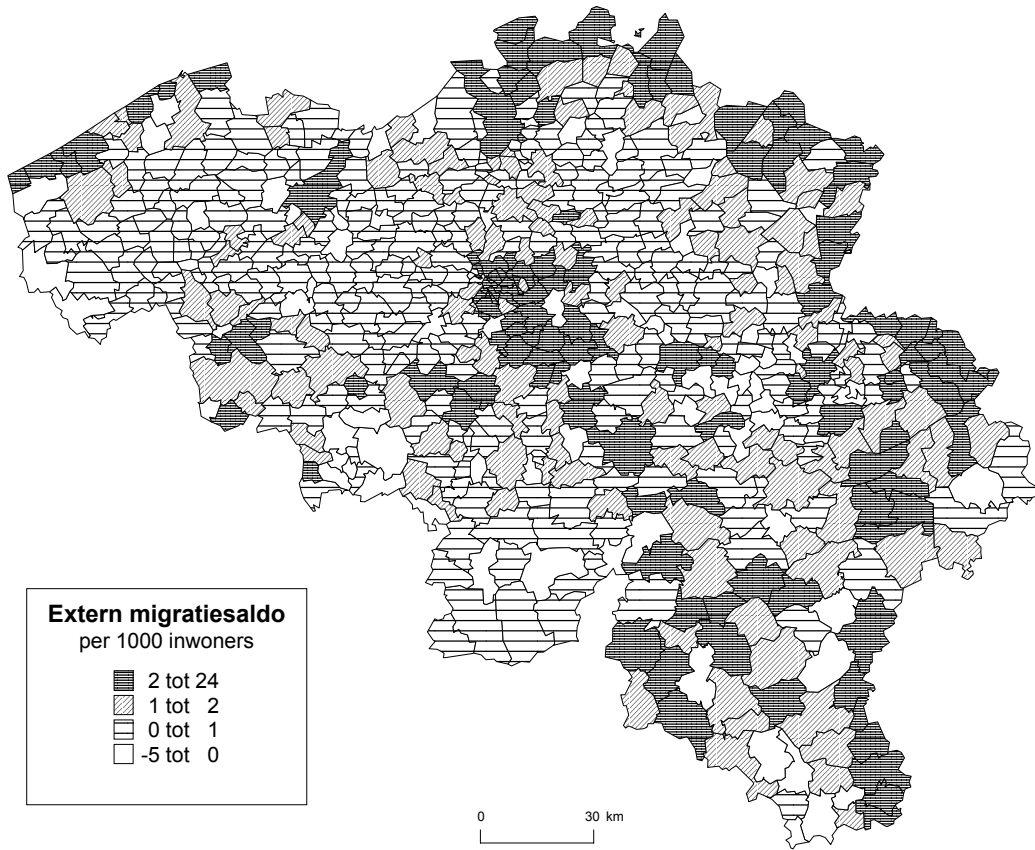 Extern migratiesaldo
per 1000 inwoners
2 tot 24
1 tot 2
0 tot 1
-5 tot 0
0 30 km